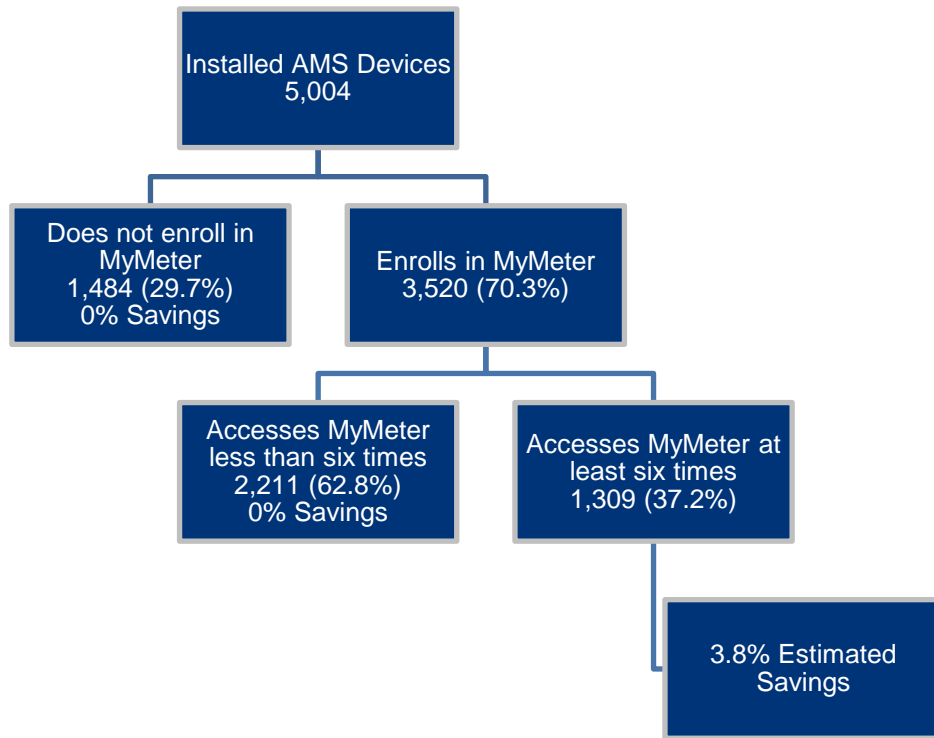 Installed AMS Devices
5,004
Does not enroll in
MyMeter
1,484 (29.7%)
0% Savings
Enrolls in MyMeter
3,520 (70.3%)
Accesses MyMeter
less than six times
2,211 (62.8%)
0% Savings
Accesses MyMeter at
least six times
1,309 (37.2%)
3.8% Estimated
Savings